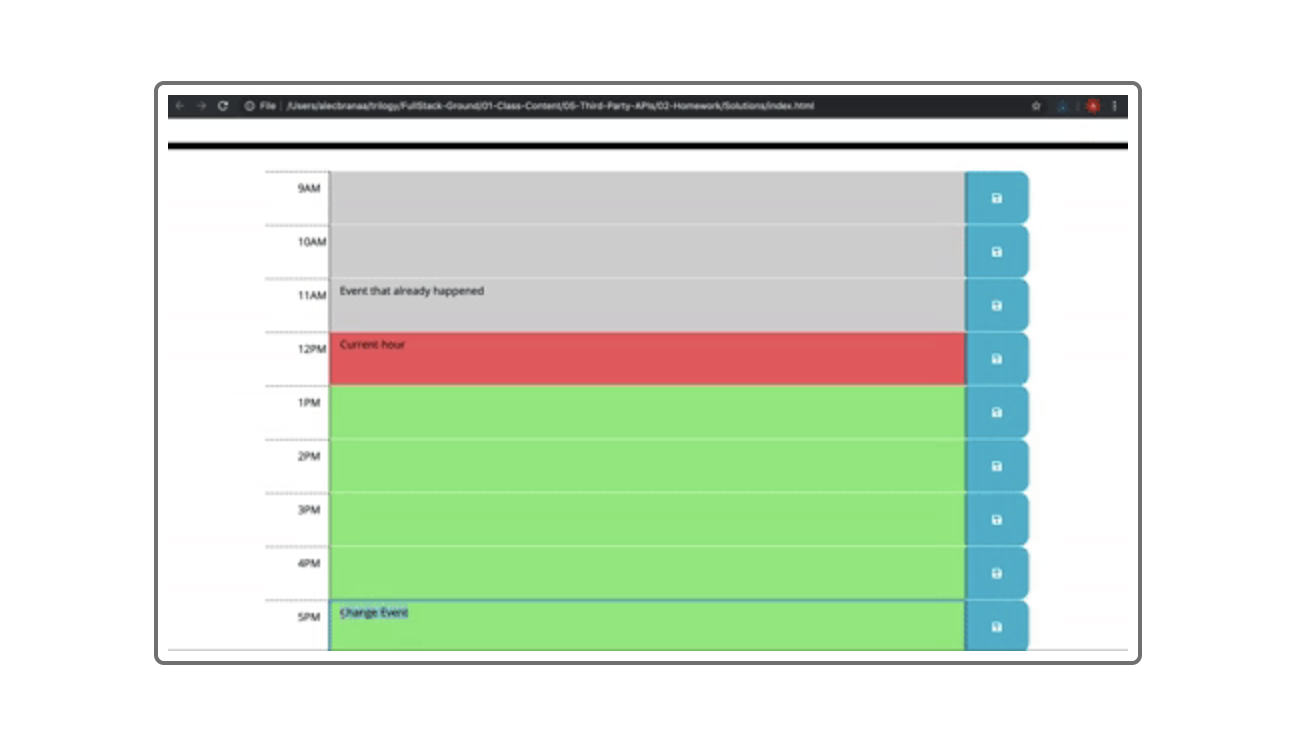 File /Users/alecbranaa/trilogy/FullStack-Ground/01-Class-Content/05-Third-Party-APIs/02-Homework/Solutions/index.html
9AM
10AM
11AM Event that already happened
12PM Current hour
1PM
2PM
3PM
4PM
5PM Change Event